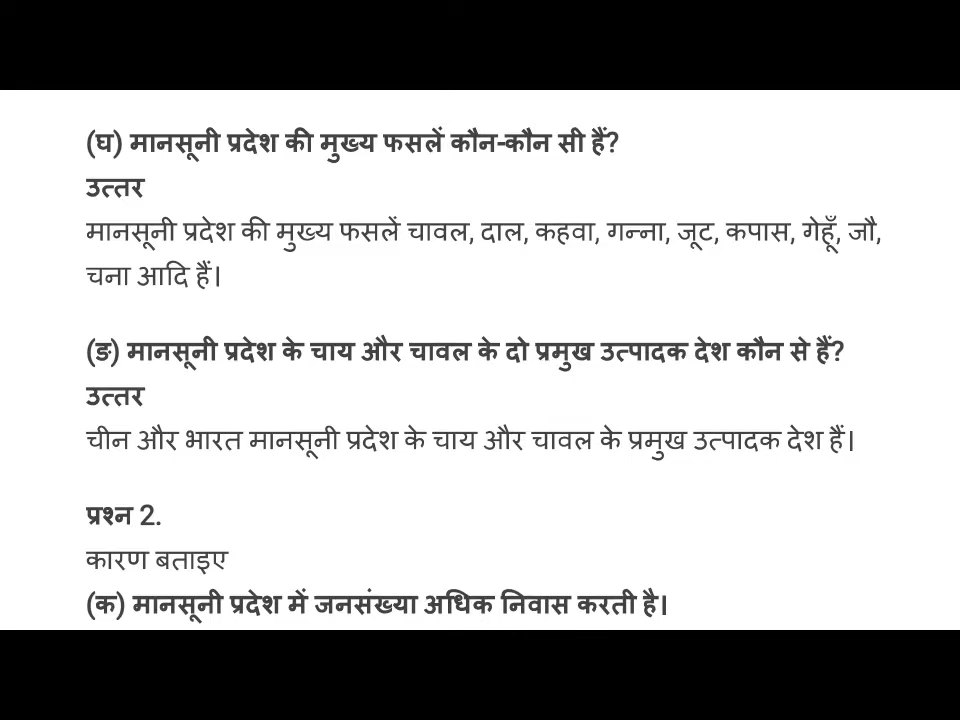 (घ) मानसूनी प्रदेश की मुख्य फसलें कौन-कौन सी हैं?
उत्तर
मानसूनी प्रदेश की मुख्य फसलें चावल, दाल, कहवा, गन्ना, जूट, कपास, गेहूँ, जौ,
चना आदि हैं।
(ङ) मानसूनी प्रदेश के चाय और चावल के दो प्रमुख उत्पादक देश कौन से हैं?
उत्तर
चीन और भारत मानसूनी प्रदेश के चाय और चावल के प्रमुख उत्पादक देश हैं।
प्रश्न 2.
कारण बताइए
(क) मानसूनी प्रदेश में जनसंख्या अधिक निवास करती है।